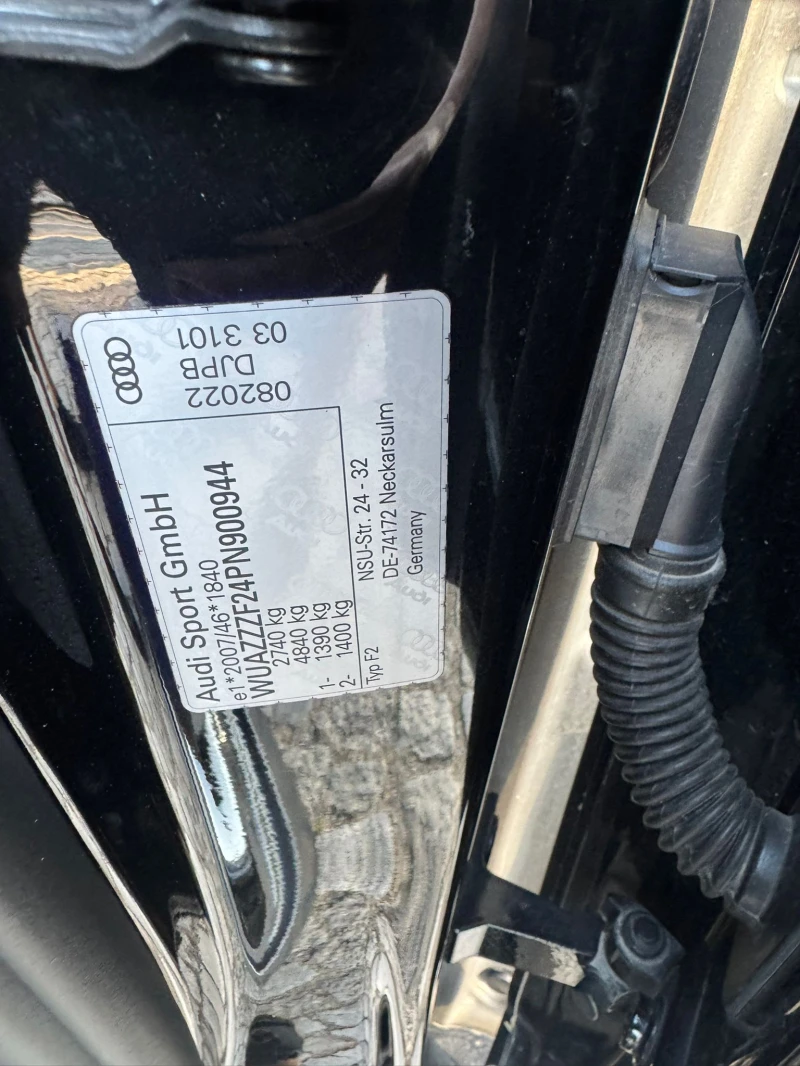 Audi Sport GmbH
e1*2007/46*1840
WUAZZZF24PN900944
2740 kg
4840 kg
1- 1390 kg
2- 1400 kg
Typ F2
NSU-Str. 24 - 32
DE-74172 Neckarsulm
Germany
082022
DJPB
03 3101